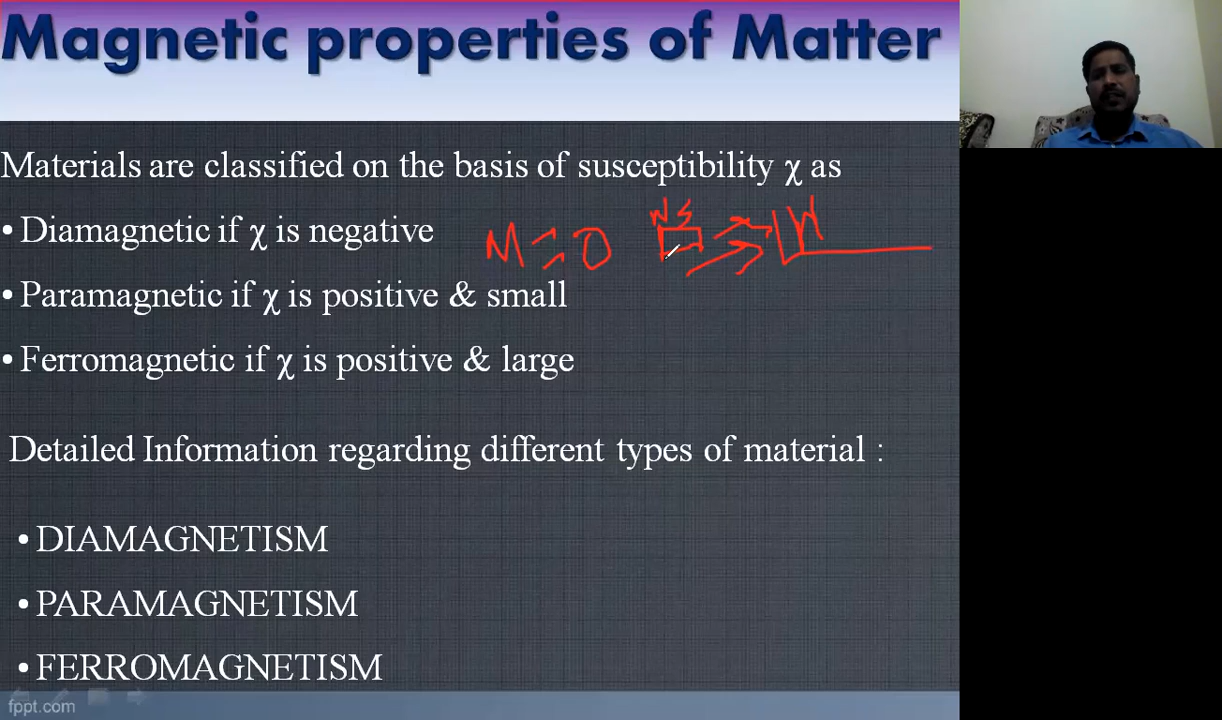 Magnetic properties of Matter
Materials are classified on the basis of susceptibility χ as
• Diamagnetic if χ is negative
M = 0
N S
N
• Paramagnetic if χ is positive & small
• Ferromagnetic if χ is positive & large
Detailed Information regarding different types of material :
• DIAMAGNETISM
• PARAMAGNETISM
• FERROMAGNETISM
fppt.com